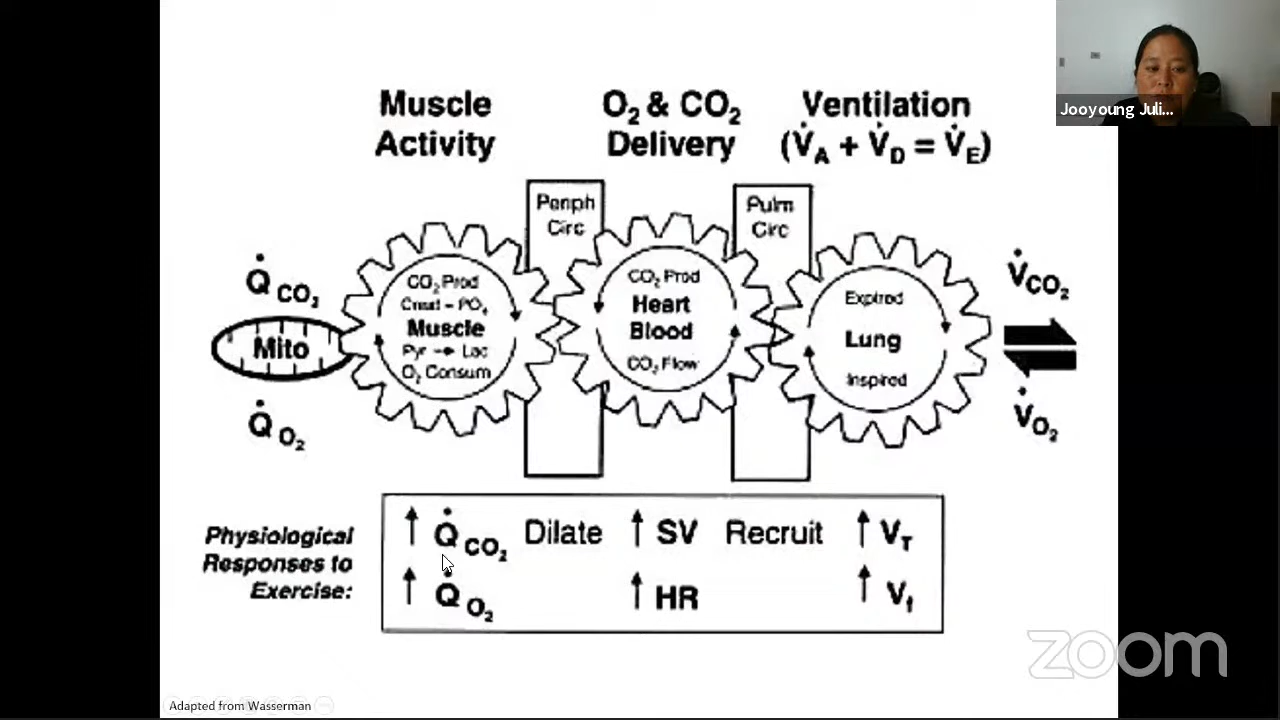 Jooyoung Juli...
Muscle
Activity
O₂ & CO₂
Delivery
Ventilation
(V̇A + V̇D = V̇E)
Periph
Circ
Pulm
Circ
Q̇CO₂
Mito
Q̇O₂
CO₂ Prod
Creat – PO₄
Muscle
Pyr → Lac
O₂ Consum
CO₂ Prod
Heart
Blood
CO₂ Flow
Expired
Lung
Inspired
V̇CO₂
V̇O₂
Physiological
Responses to
Exercise:
↑ Q̇CO₂ Dilate ↑ SV Recruit ↑ VT
↑ Q̇O₂ ↑ HR ↑ Vf
zoom
Adapted from Wasserman